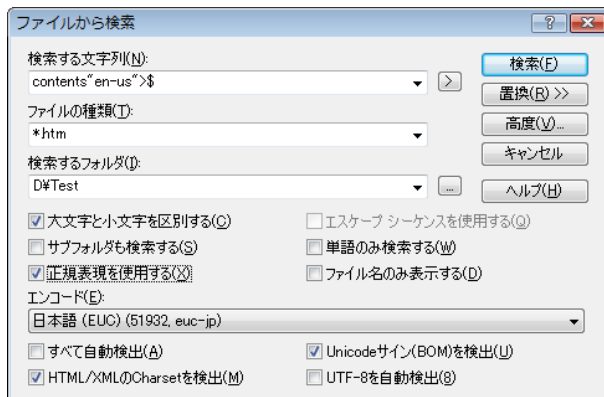 ファイルから検索
検索する文字列(N):
contents"en-us">$
>
検索(F)
置換(R) >>
ファイルの種類(T):
*.htm
高度(V)...
キャンセル
検索するフォルダ(I):
D¥Test
...
ヘルプ(H)
大文字と小文字を区別する(C)
エスケープ シーケンスを使用する(Q)
サブフォルダも検索する(S)
単語のみ検索する(W)
正規表現を使用する(X)
ファイル名のみ表示する(D)
エンコード(E):
日本語 (EUC) (51932, euc-jp)
すべて自動検出(A)
Unicodeサイン(BOM)を検出(U)
HTML/XMLのCharsetを検出(M)
UTF-8を自動検出(8)